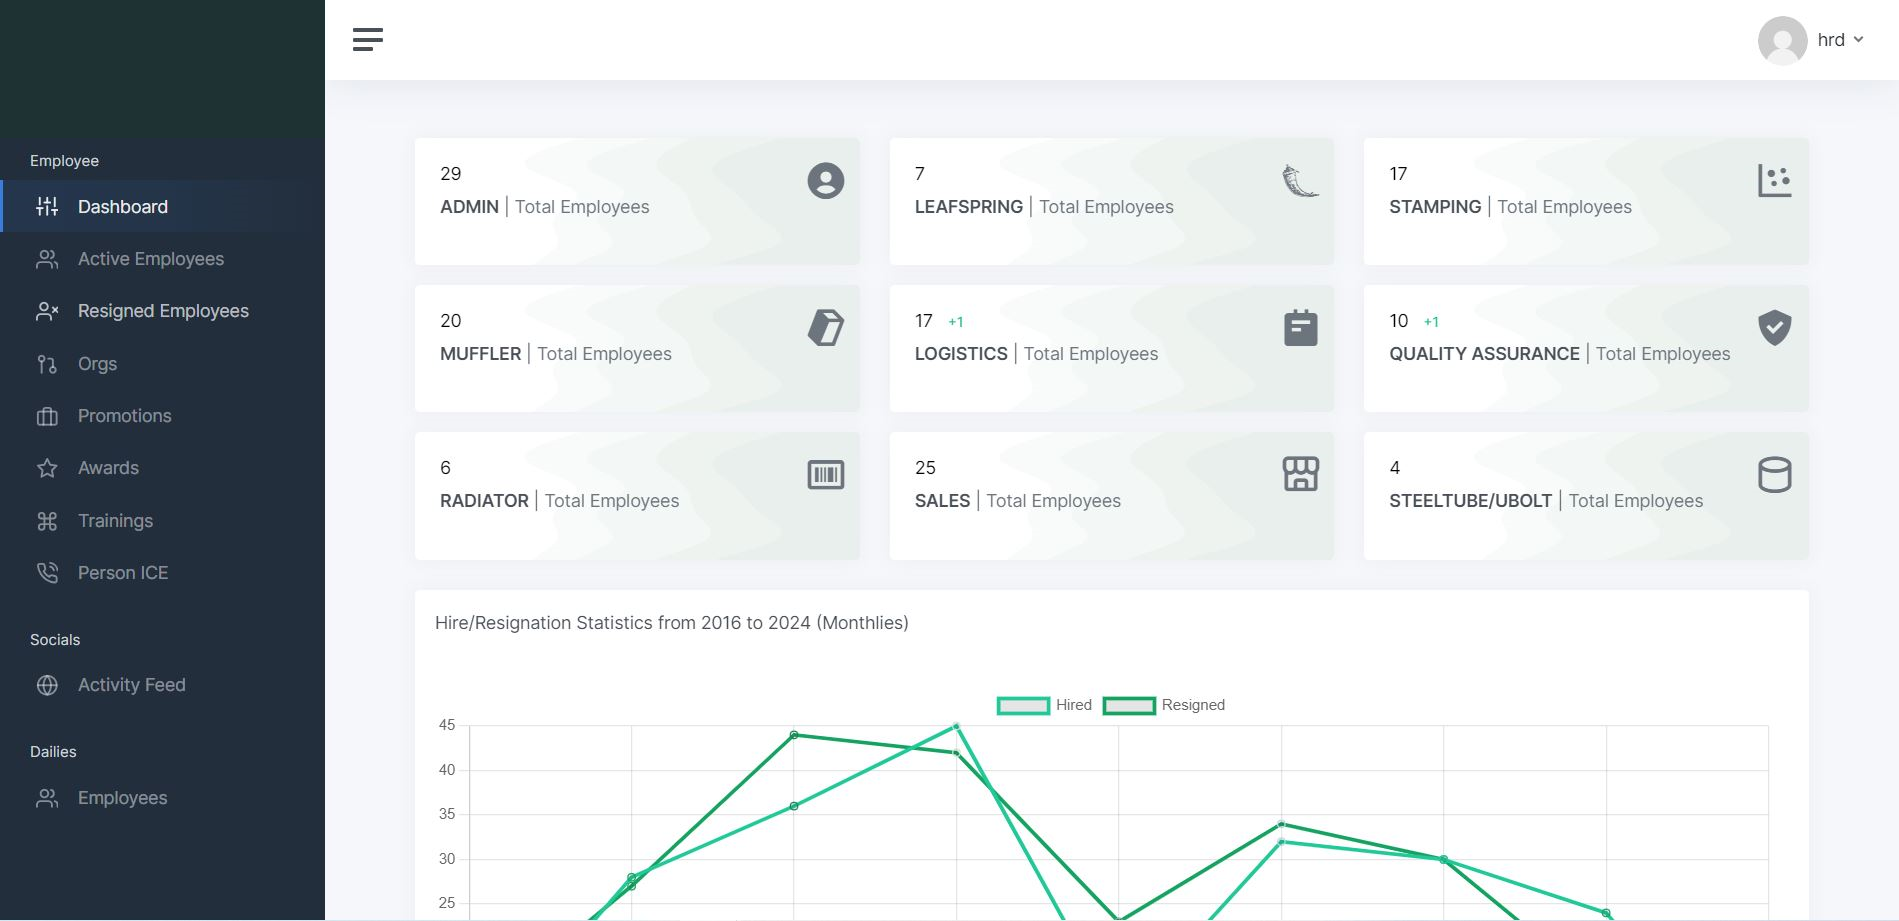 hrd
Employee
Dashboard
Active Employees
Resigned Employees
Orgs
Promotions
Awards
Trainings
Person ICE
Socials
Activity Feed
Dailies
Employees
29
ADMIN | Total Employees
7
LEAFSPRING | Total Employees
17
STAMPING | Total Employees
20
MUFFLER | Total Employees
17 +1
LOGISTICS | Total Employees
10 +1
QUALITY ASSURANCE | Total Employees
6
RADIATOR | Total Employees
25
SALES | Total Employees
4
STEELTUBE/UBOLT | Total Employees
Hire/Resignation Statistics from 2016 to 2024 (Monthlies)
Hired Resigned
45
40
35
30
25